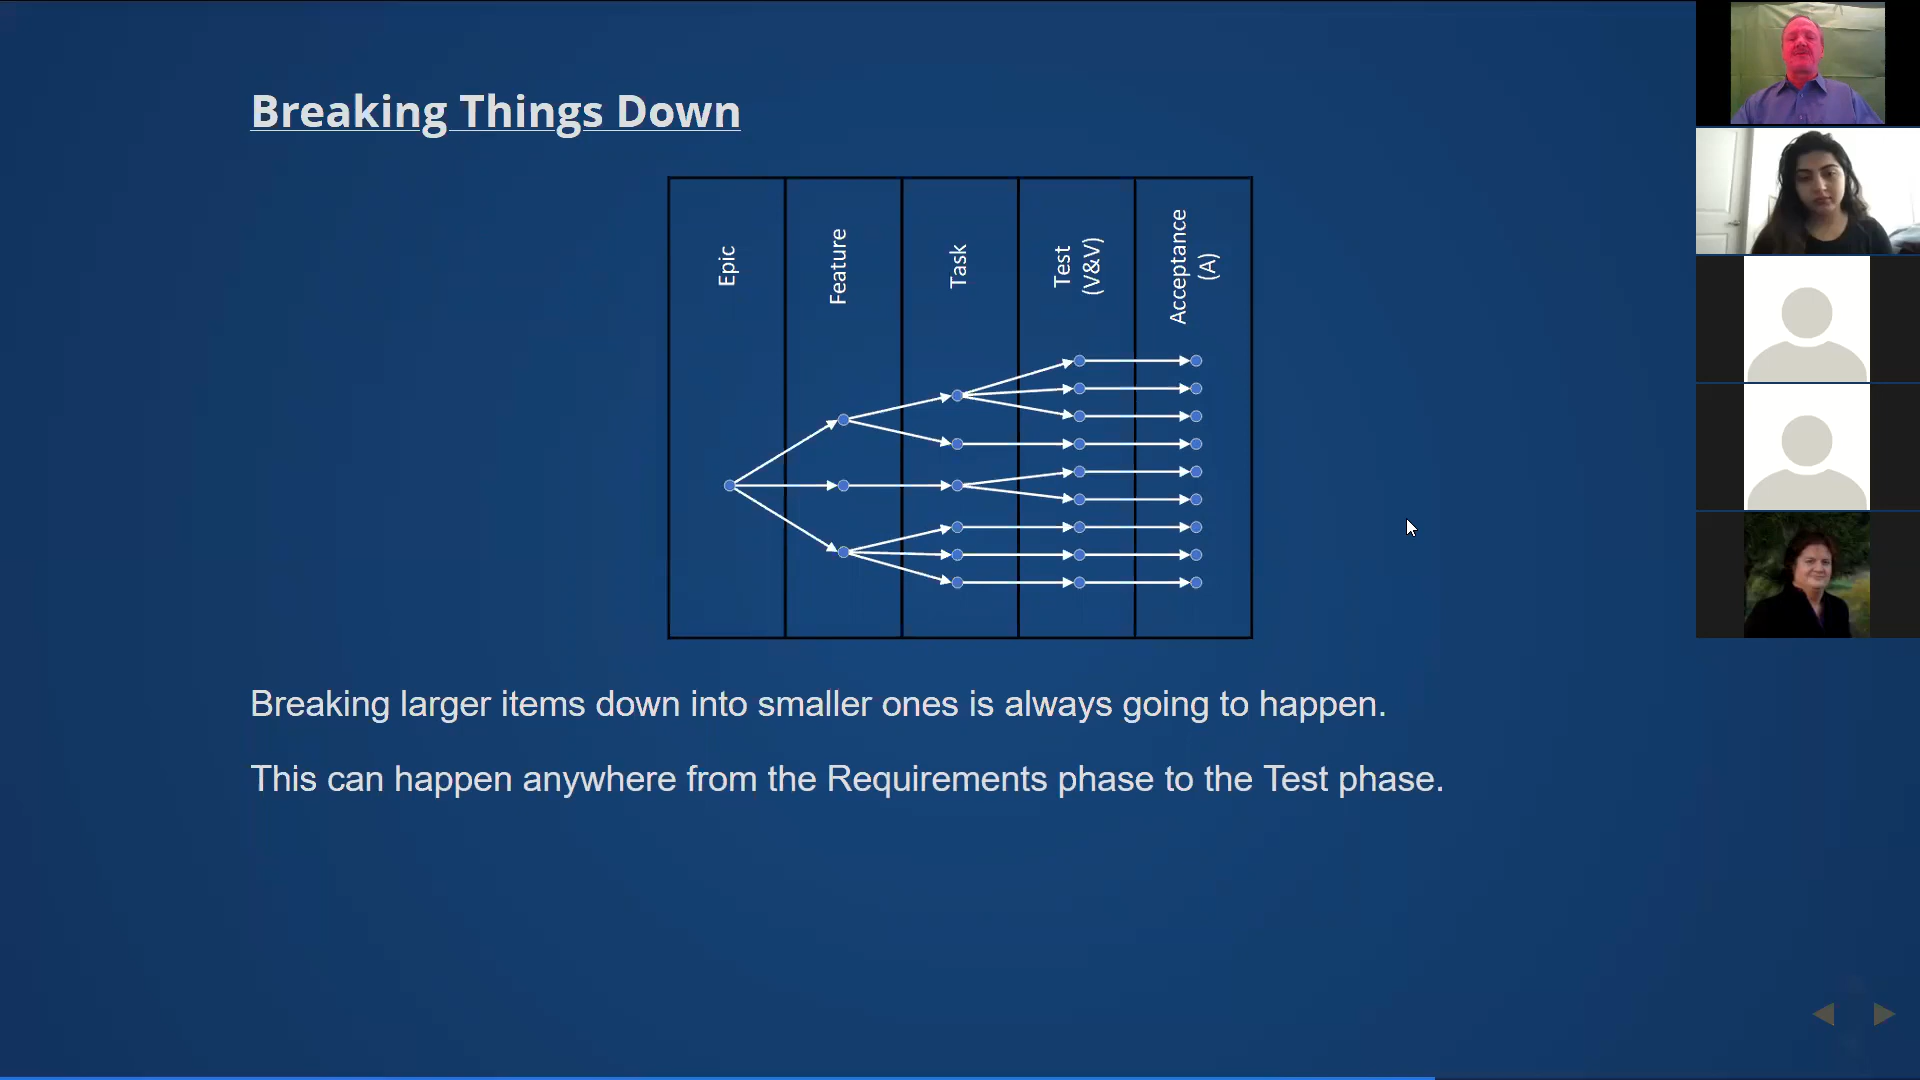 Breaking Things Down
Epic
Feature
Task
Test
(V&V)
Acceptance
(A)
Breaking larger items down into smaller ones is always going to happen.
This can happen anywhere from the Requirements phase to the Test phase.